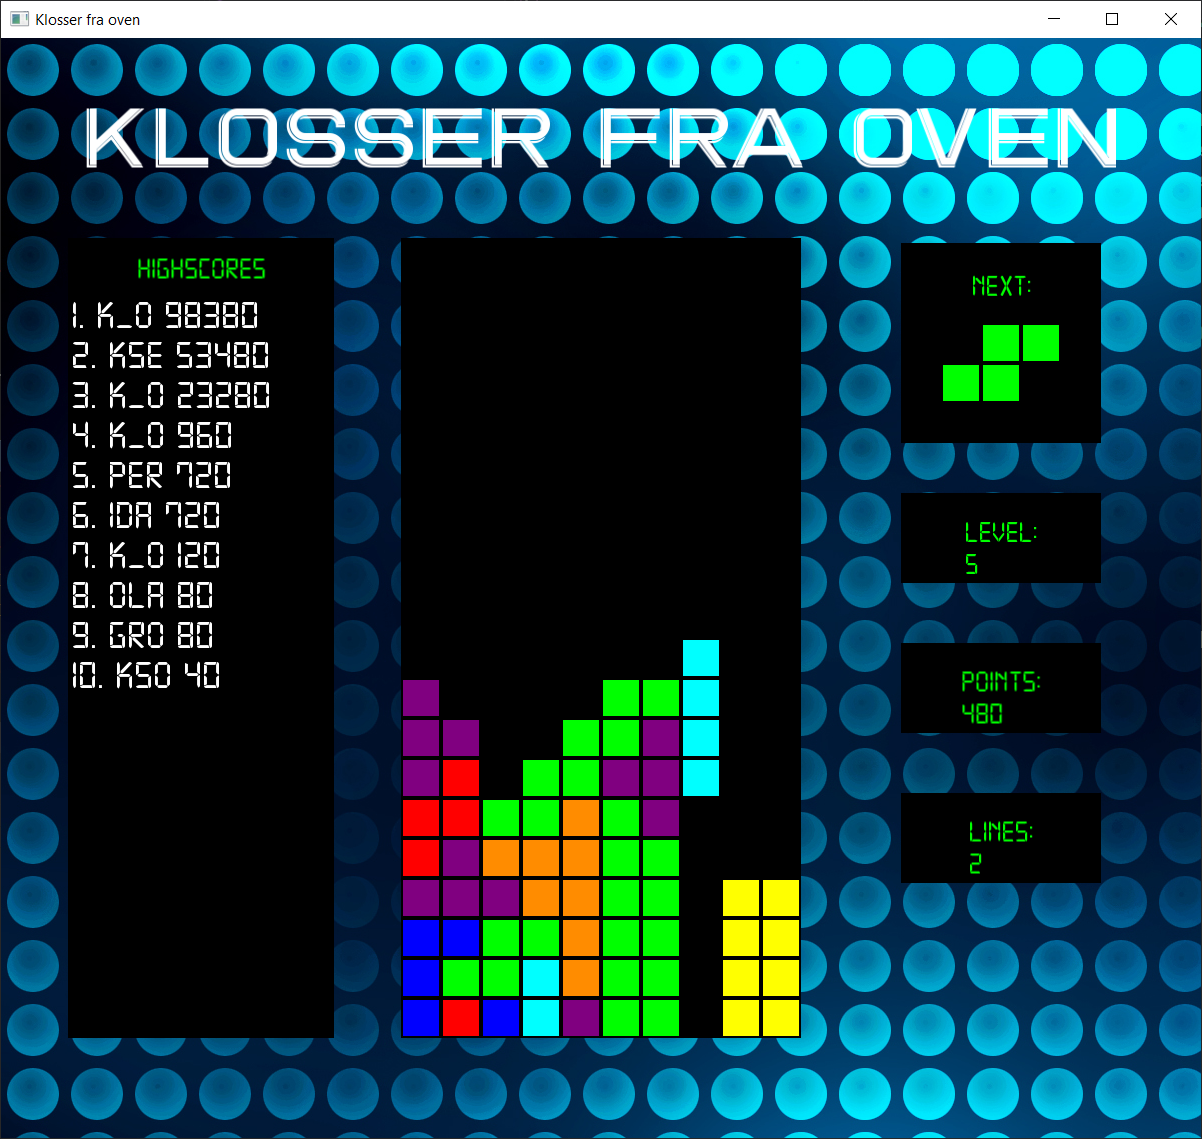 Klosser fra oven
KLOSSER FRA OVEN
HIGHSCORES
1. K_O 98380
2. KSE 53480
3. K_O 23280
4. K_O 960
5. PER 720
6. IDA 720
7. K_O 120
8. OLA 80
9. GRO 80
10. KSO 40
NEXT:
LEVEL:
5
POINTS:
480
LINES:
2